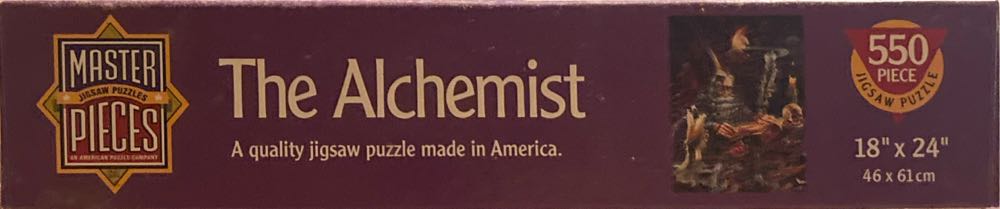 MASTER
JIGSAW PUZZLES
PIECES
AN AMERICAN PUZZLE COMPANY
The Alchemist
A quality jigsaw puzzle made in America.
550
PIECE
JIGSAW PUZZLE
18" x 24"
46 x 61 cm